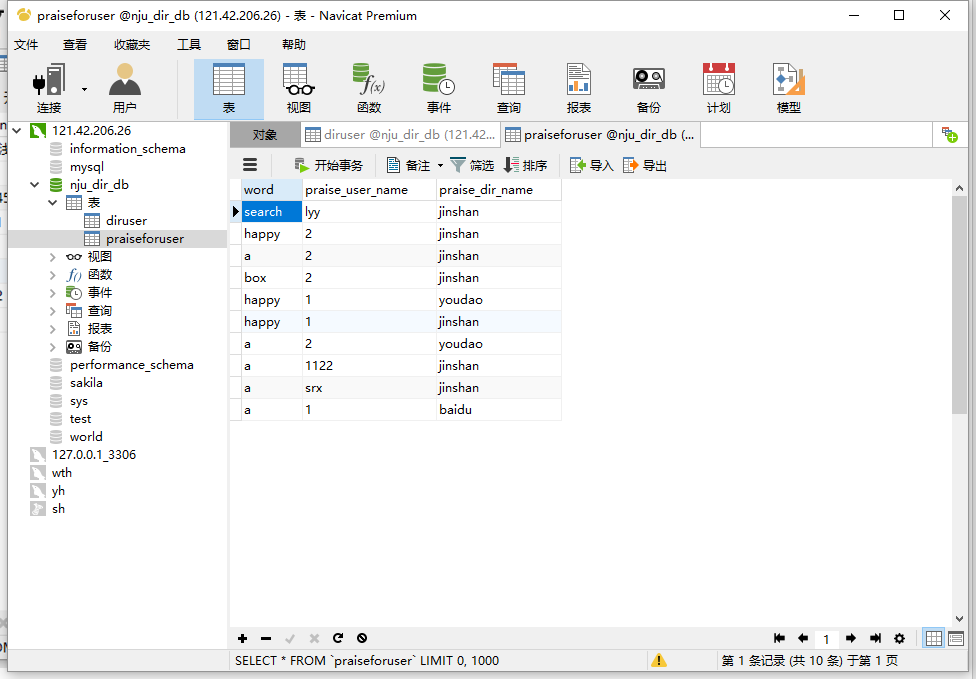 praiseforuser @nju_dir_db (121.42.206.26) - 表 - Navicat Premium
文件 查看 收藏夹 工具 窗口 帮助
连接 用户 表 视图 函数 事件 查询 报表 备份 计划 模型
121.42.206.26
information_schema
mysql
nju_dir_db
表
diruser
praiseforuser
视图
函数
事件
查询
报表
备份
performance_schema
sakila
sys
test
world
127.0.0.1_3306
wth
yh
sh
对象 diruser @nju_dir_db (121.42... praiseforuser @nju_dir_db (...
开始事务 备注 筛选 排序 导入 导出
word praise_user_name praise_dir_name
search lyy jinshan
happy 2 jinshan
a 2 jinshan
box 2 jinshan
happy 1 youdao
happy 1 jinshan
a 2 youdao
a 1122 jinshan
a srx jinshan
a 1 baidu
1
SELECT * FROM `praiseforuser` LIMIT 0, 1000
第 1 条记录 (共 10 条) 于第 1 页